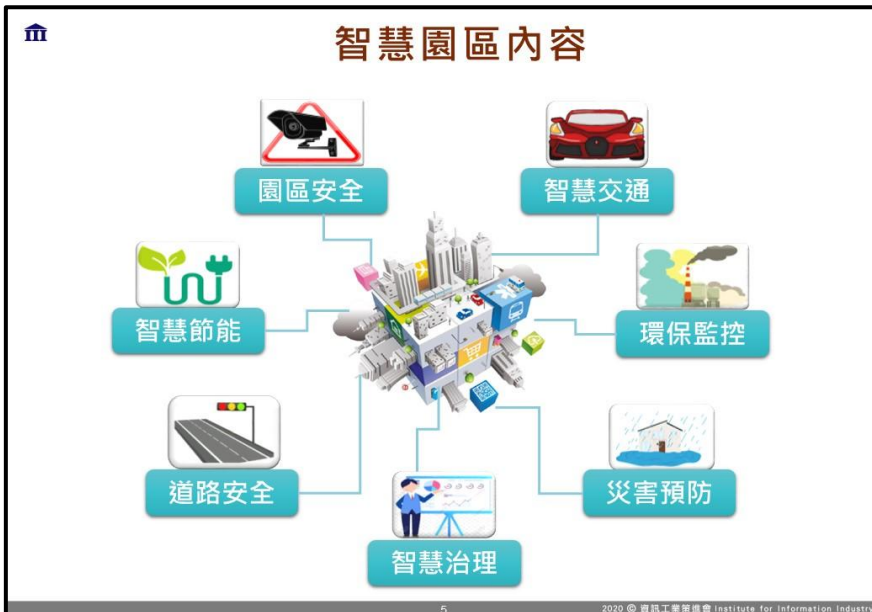 智慧園區內容
園區安全
智慧交通
智慧節能
環保監控
道路安全
災害預防
智慧治理
5
2020 © 資訊工業策進會 Institute for Information Industry